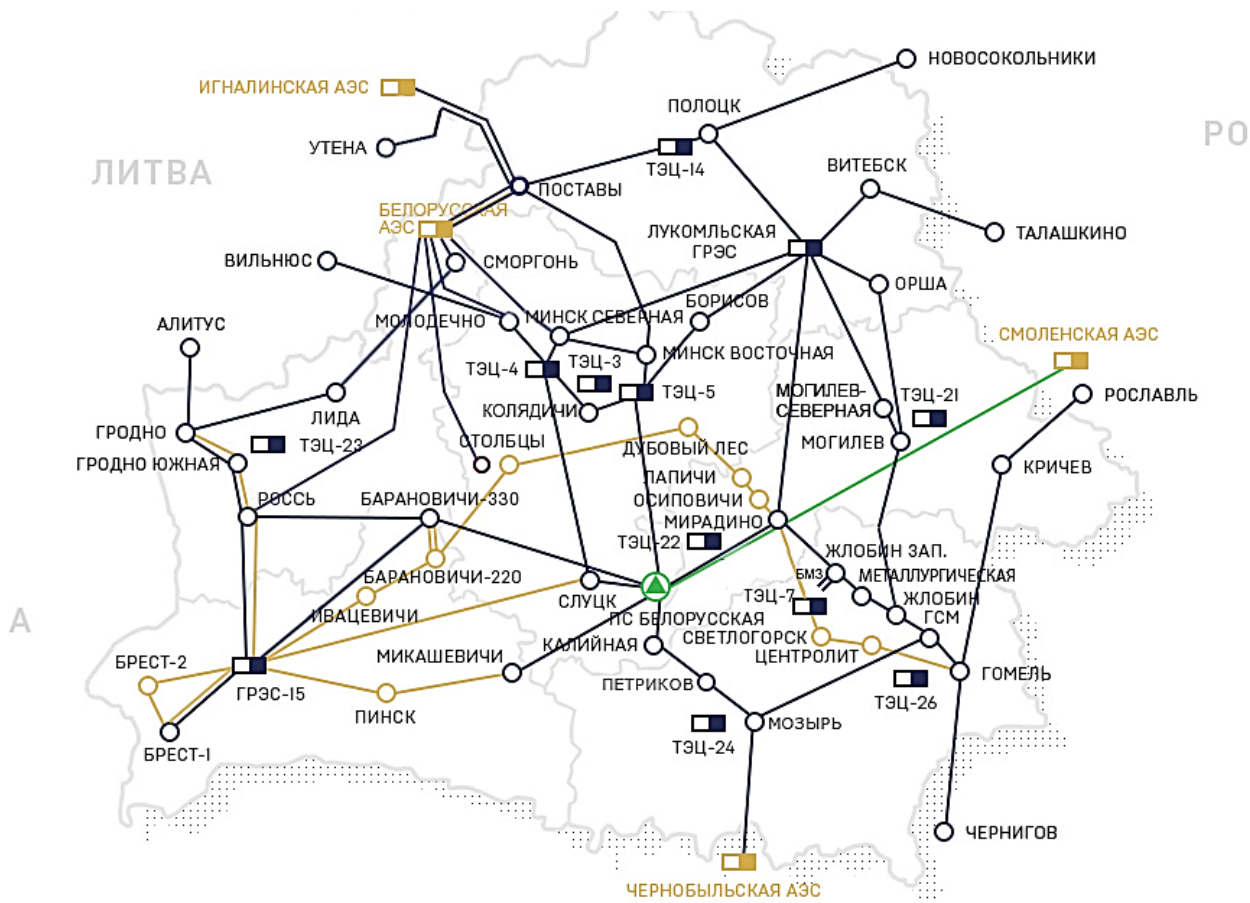 НОВОСОКОЛЬНИКИ
ИГНАЛИНСКАЯ АЭС
ПОЛОЦК
РО
УТЕНА
ЛИТВА
ТЭЦ-14
ВИТЕБСК
ПОСТАВЫ
БЕЛОРУССКАЯ
АЭС
ЛУКОМЛЬСКАЯ
ГРЭС
ТАЛАШКИНО
ВИЛЬНЮС
СМОРГОНЬ
ОРША
БОРИСОВ
АЛИТУС
МОЛОДЕЧНО
МИНСК СЕВЕРНАЯ
СМОЛЕНСКАЯ АЭС
МИНСК ВОСТОЧНАЯ
ТЭЦ-4
ТЭЦ-3
ТЭЦ-5
МОГИЛЕВ-
СЕВЕРНАЯ
ТЭЦ-21
РОСЛАВЛЬ
ЛИДА
КОЛЯДИЧИ
ГРОДНО
ТЭЦ-23
СТОЛБЦЫ
ДУБОВЫЙ ЛЕС
МОГИЛЕВ
ГРОДНО ЮЖНАЯ
КРИЧЕВ
ЛАПИЧИ
РОССЬ
БАРАНОВИЧИ-330
ОСИПОВИЧИ
МИРАДИНО
ТЭЦ-22
ЖЛОБИН ЗАП.
БАРАНОВИЧИ-220
БМЗ
МЕТАЛЛУРГИЧЕСКАЯ
ИВАЦЕВИЧИ
СЛУЦК
ТЭЦ-7
ЖЛОБИН
А
ПС БЕЛОРУССКАЯ
ГСМ
СВЕТЛОГОРСК
КАЛИЙНАЯ
ЦЕНТРОЛИТ
БРЕСТ-2
МИКАШЕВИЧИ
ГОМЕЛЬ
ГРЭС-15
ПЕТРИКОВ
ТЭЦ-26
ПИНСК
МОЗЫРЬ
БРЕСТ-1
ТЭЦ-24
ЧЕРНИГОВ
ЧЕРНОБЫЛЬСКАЯ АЭС